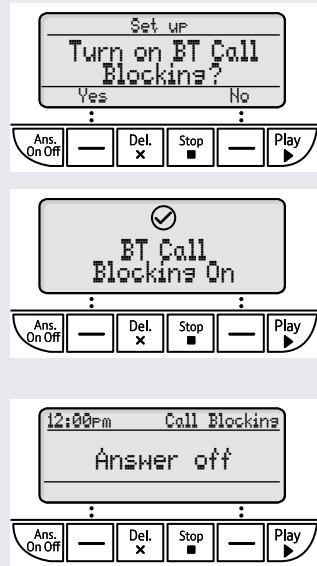 Set up
Turn on BT Call
Blocking?
Yes No
Ans. Del. Stop Play
On Off
BT Call
Blocking On
Ans. Del. Stop Play
On Off
12:00pm Call Blocking
Answer off
Ans. Del. Stop Play
On Off